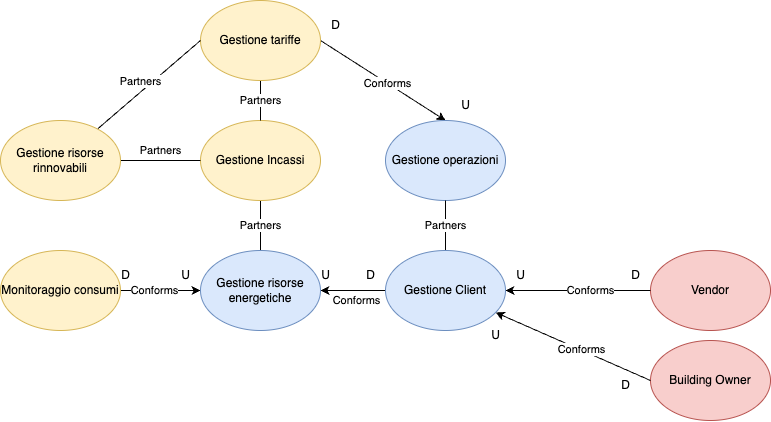 D
Gestione tariffe
Partners
Conforms
Partners
U
Gestione risorse
rinnovabili
Partners
Gestione Incassi
Gestione operazioni
Partners
Partners
Monitoraggio consumi
D
Conforms
U
Gestione risorse
energetiche
U
D
Conforms
Gestione Client
U
Conforms
D
Vendor
U
Conforms
D
Building Owner